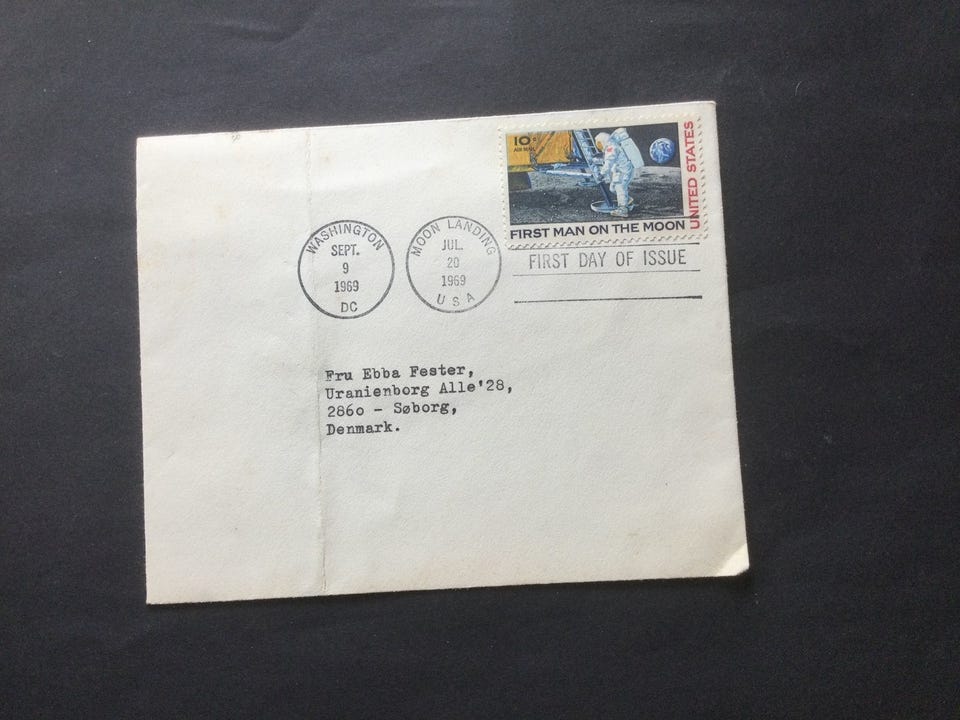 10¢
AIR MAIL
UNITED STATES
FIRST MAN ON THE MOON
WASHINGTON
SEPT.
9
1969
DC
MOON LANDING
JUL.
20
1969
USA
FIRST DAY OF ISSUE
Fru Ebba Fester,
Uranienborg Alle'28,
286o - Søborg,
Denmark.